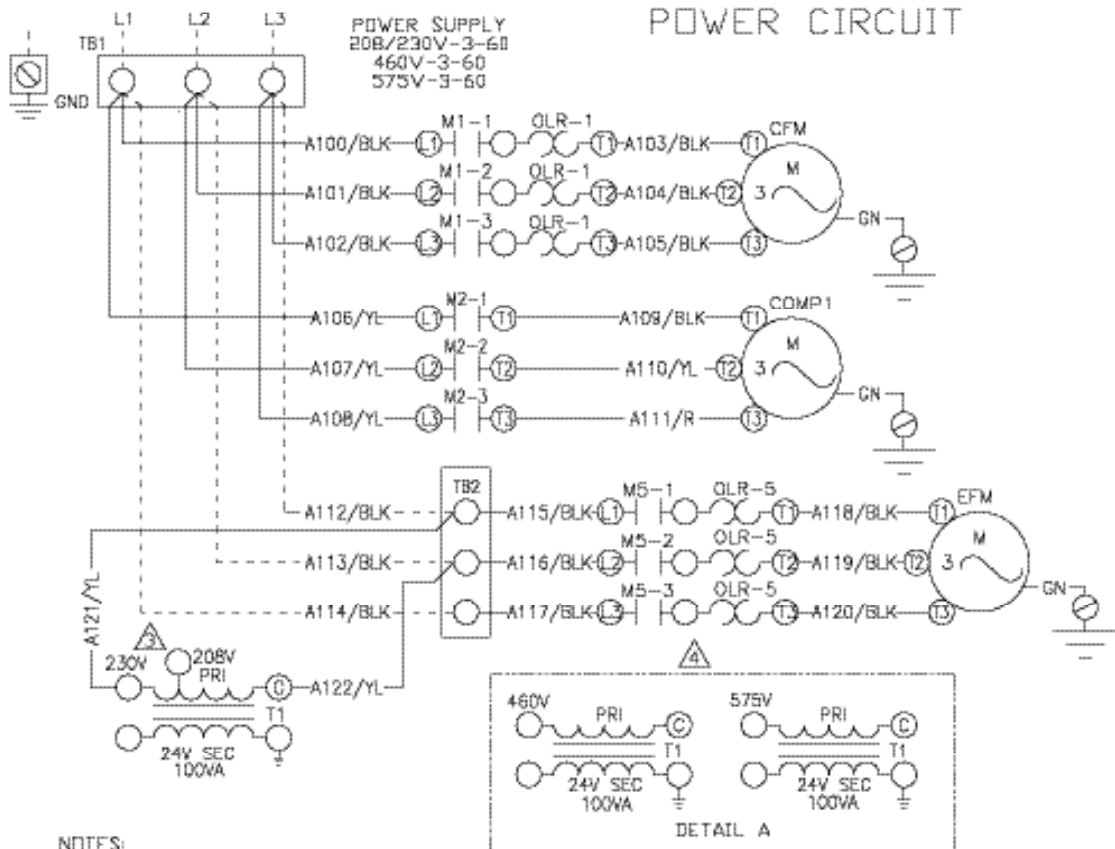 POWER CIRCUIT
L1 L2 L3
POWER SUPPLY
208/230V-3-60
460V-3-60
575V-3-60
TB1
GND
A100/BLK L1 M1-1 OLR-1 T1 A103/BLK T1 CFM
A101/BLK L2 M1-2 OLR-1 T2 A104/BLK T2 M 3
A102/BLK L3 M1-3 OLR-1 T3 A105/BLK T3 GN
A106/YL L1 M2-1 T1 A109/BLK T1 COMP1
A107/YL L2 M2-2 T2 A110/YL T2 M 3
A108/YL L3 M2-3 T3 A111/R T3 GN
TB2
A112/BLK A115/BLK L1 M5-1 OLR-5 T1 A118/BLK T1 EFM
A113/BLK A116/BLK L2 M5-2 OLR-5 T2 A119/BLK T2 M 3
A114/BLK A117/BLK L3 M5-3 OLR-5 T3 A120/BLK T3 GN
A121/YL
3
230V 208V
PRI C A122/YL
T1
24V SEC
100VA
4
460V PRI C
T1
24V SEC
100VA
575V PRI C
T1
24V SEC
100VA
DETAIL A
NOTES: